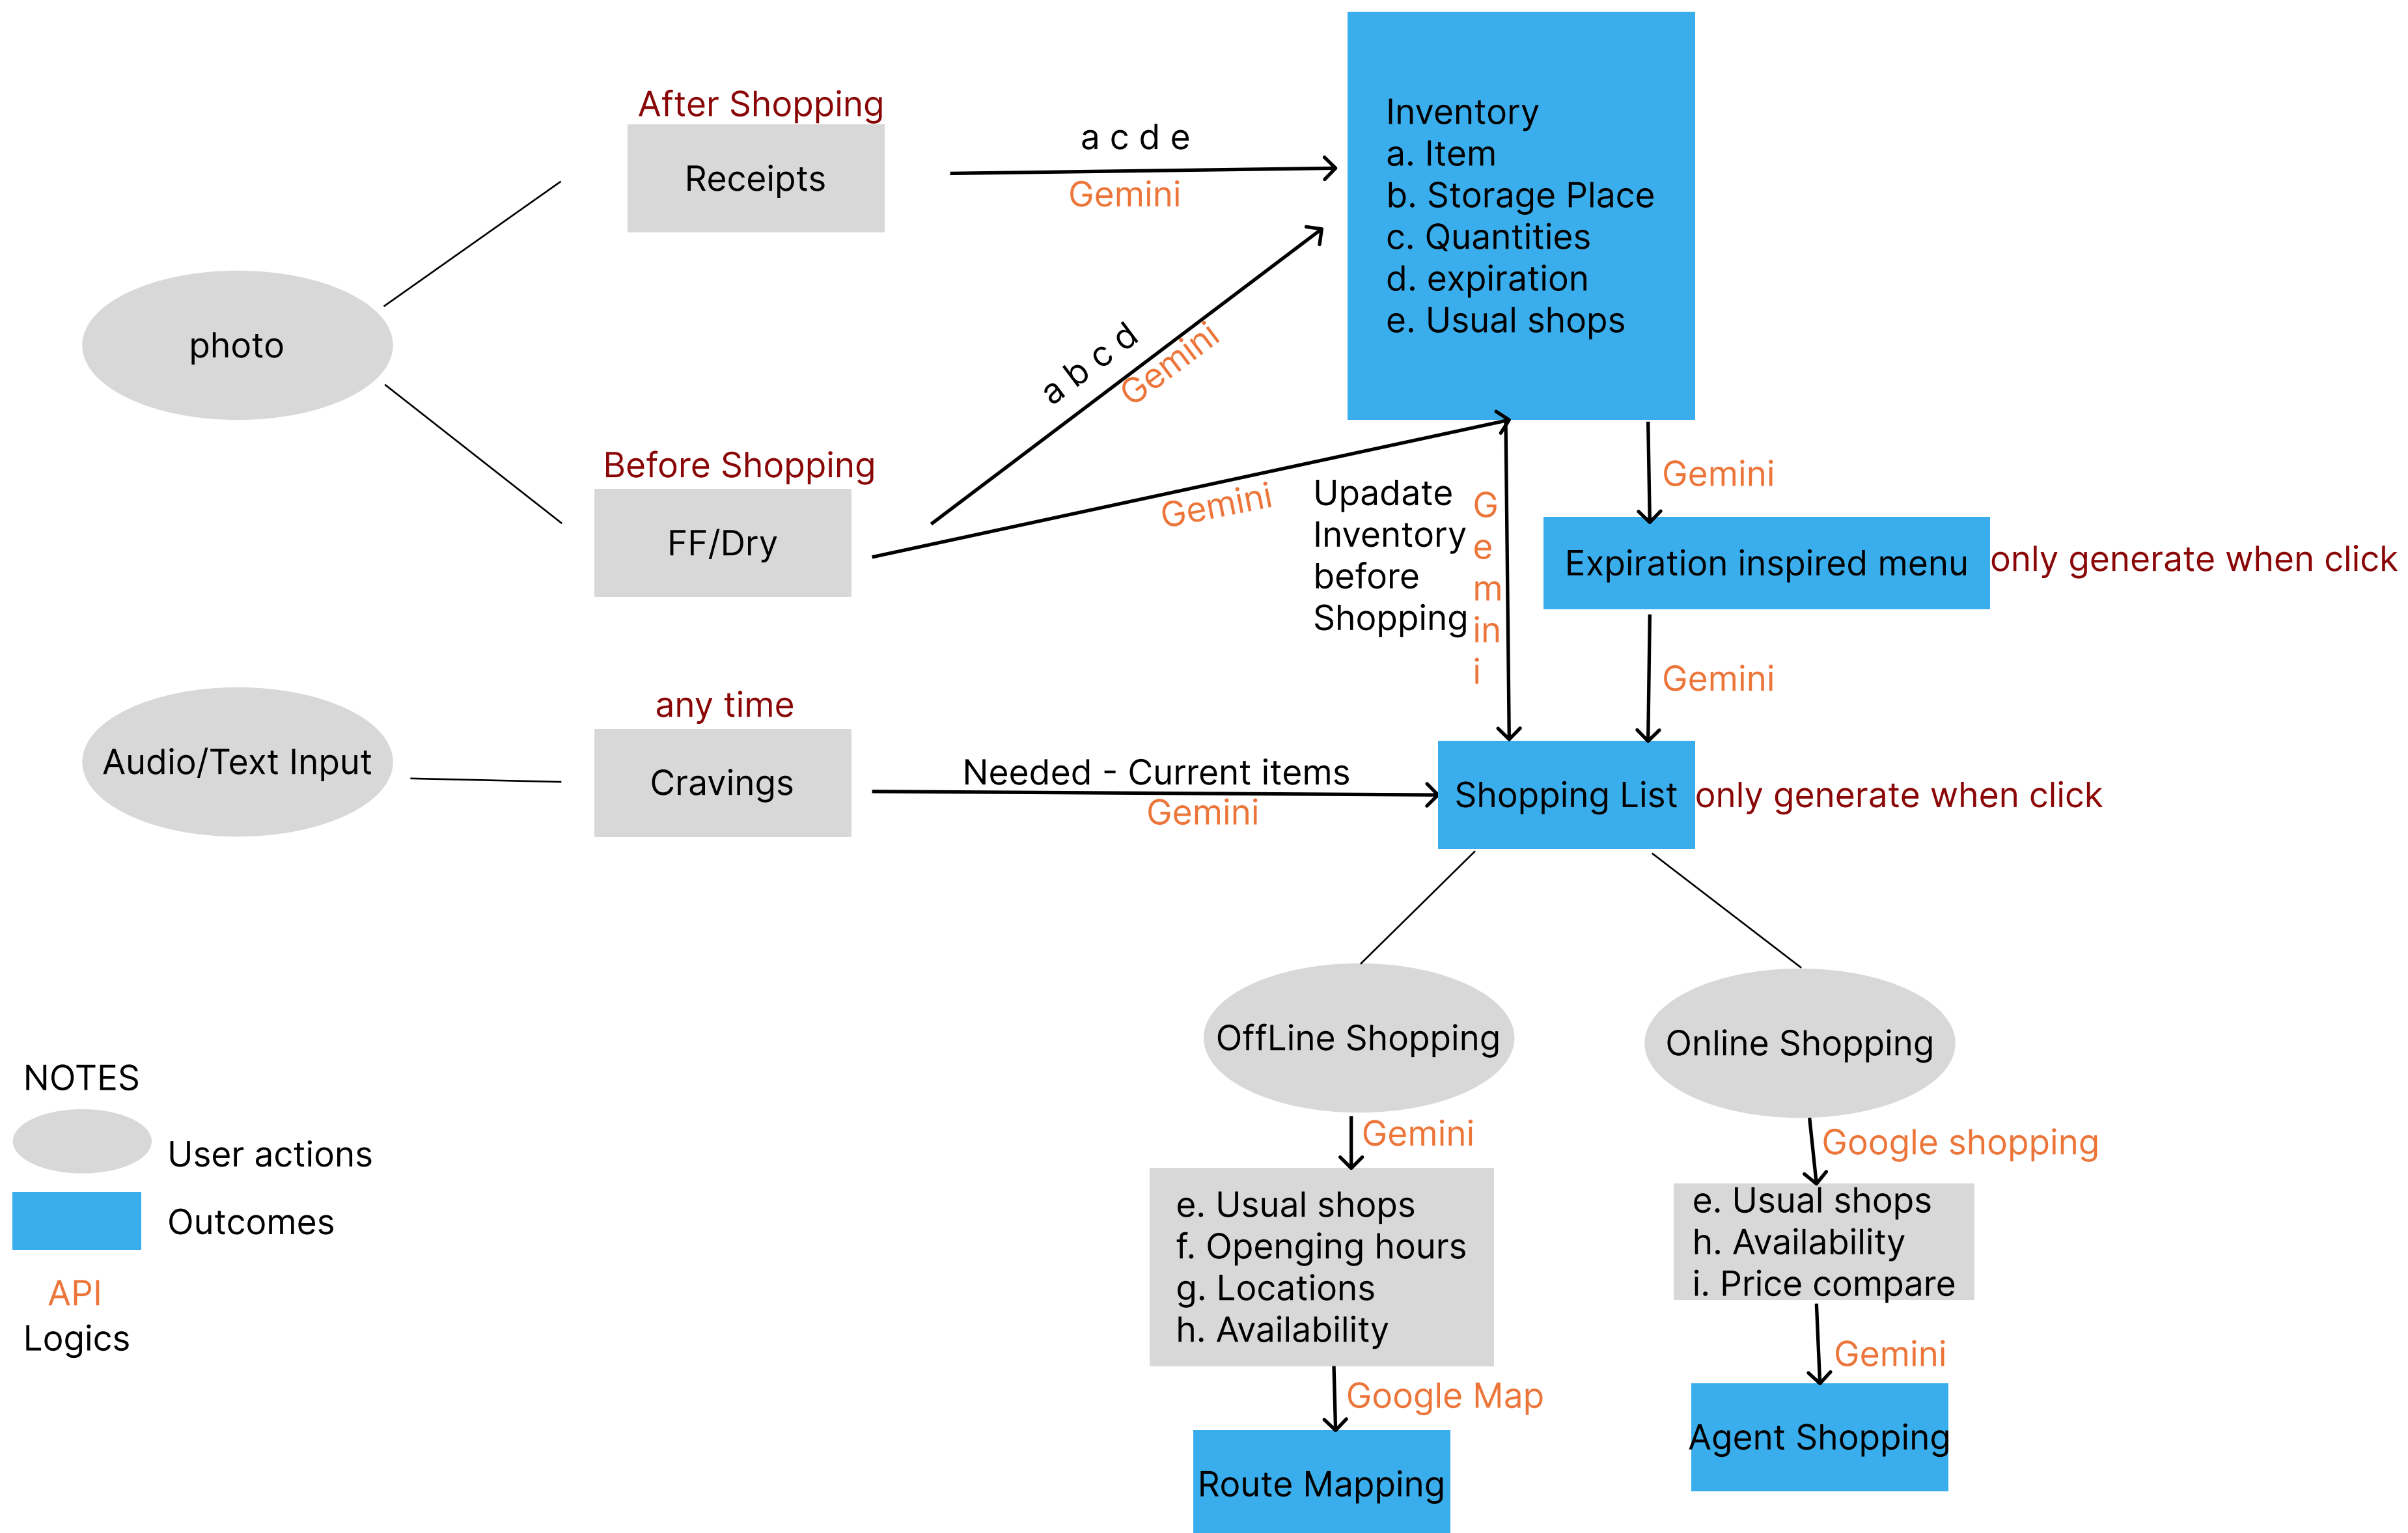 After Shopping
Receipts
a c d e
Gemini
Inventory
a. Item
b. Storage Place
c. Quantities
d. expiration
e. Usual shops
photo
a b c d
Gemini
Before Shopping
FF/Dry
Gemini
Upadate
Inventory
before
Shopping
G
e
m
in
i
Gemini
Expiration inspired menu
only generate when click
Gemini
any time
Audio/Text Input
Cravings
Needed - Current items
Gemini
Shopping List
only generate when click
OffLine Shopping
Online Shopping
Gemini
Google shopping
e. Usual shops
f. Openging hours
g. Locations
h. Availability
e. Usual shops
h. Availability
i. Price compare
Google Map
Gemini
Route Mapping
Agent Shopping
NOTES
User actions
Outcomes
API
Logics